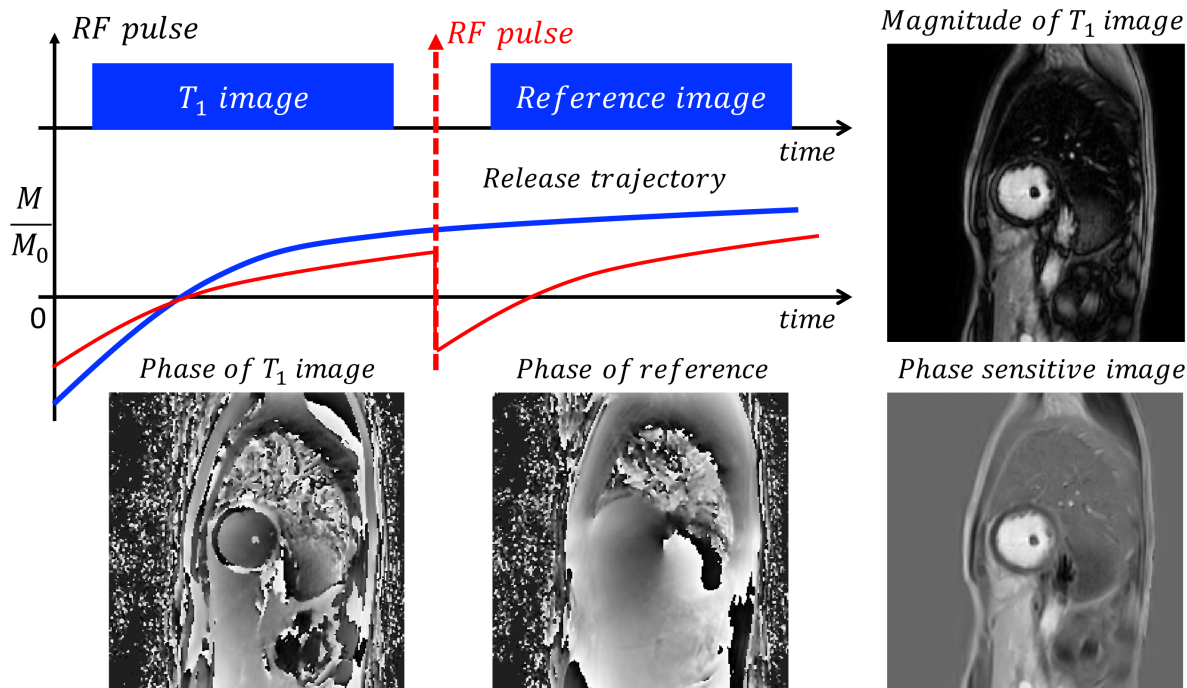 RF pulse
RF pulse
Magnitude of T₁ image
T₁ image
Reference image
time
Release trajectory
M
M₀
0
time
Phase of T₁ image
Phase of reference
Phase sensitive image